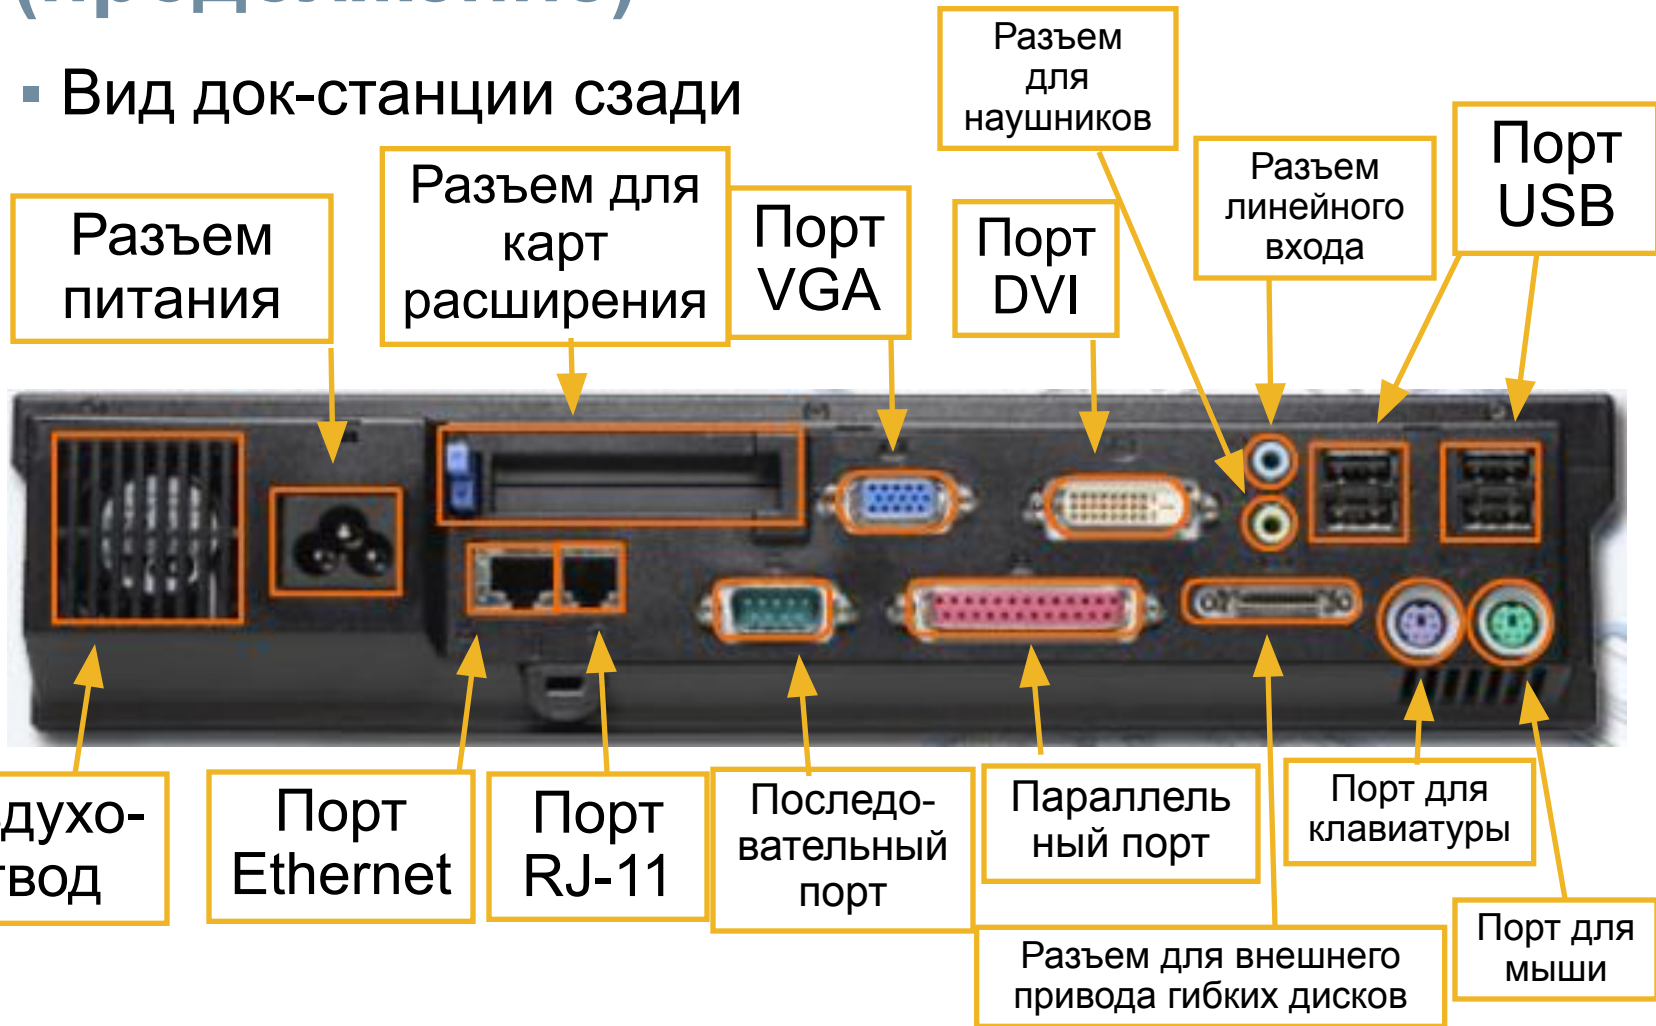 (продолжение)
Вид док-станции сзади
Разъем
для
наушников
Порт
USB
Разъем
линейного
входа
Разъем для
карт
расширения
Порт
VGA
Порт
DVI
Разъем
питания
духо-
твод
Порт
Ethernet
Порт
RJ-11
Последо-
вательный
порт
Параллель
ный порт
Порт для
клавиатуры
Порт для
мыши
Разъем для внешнего
привода гибких дисков